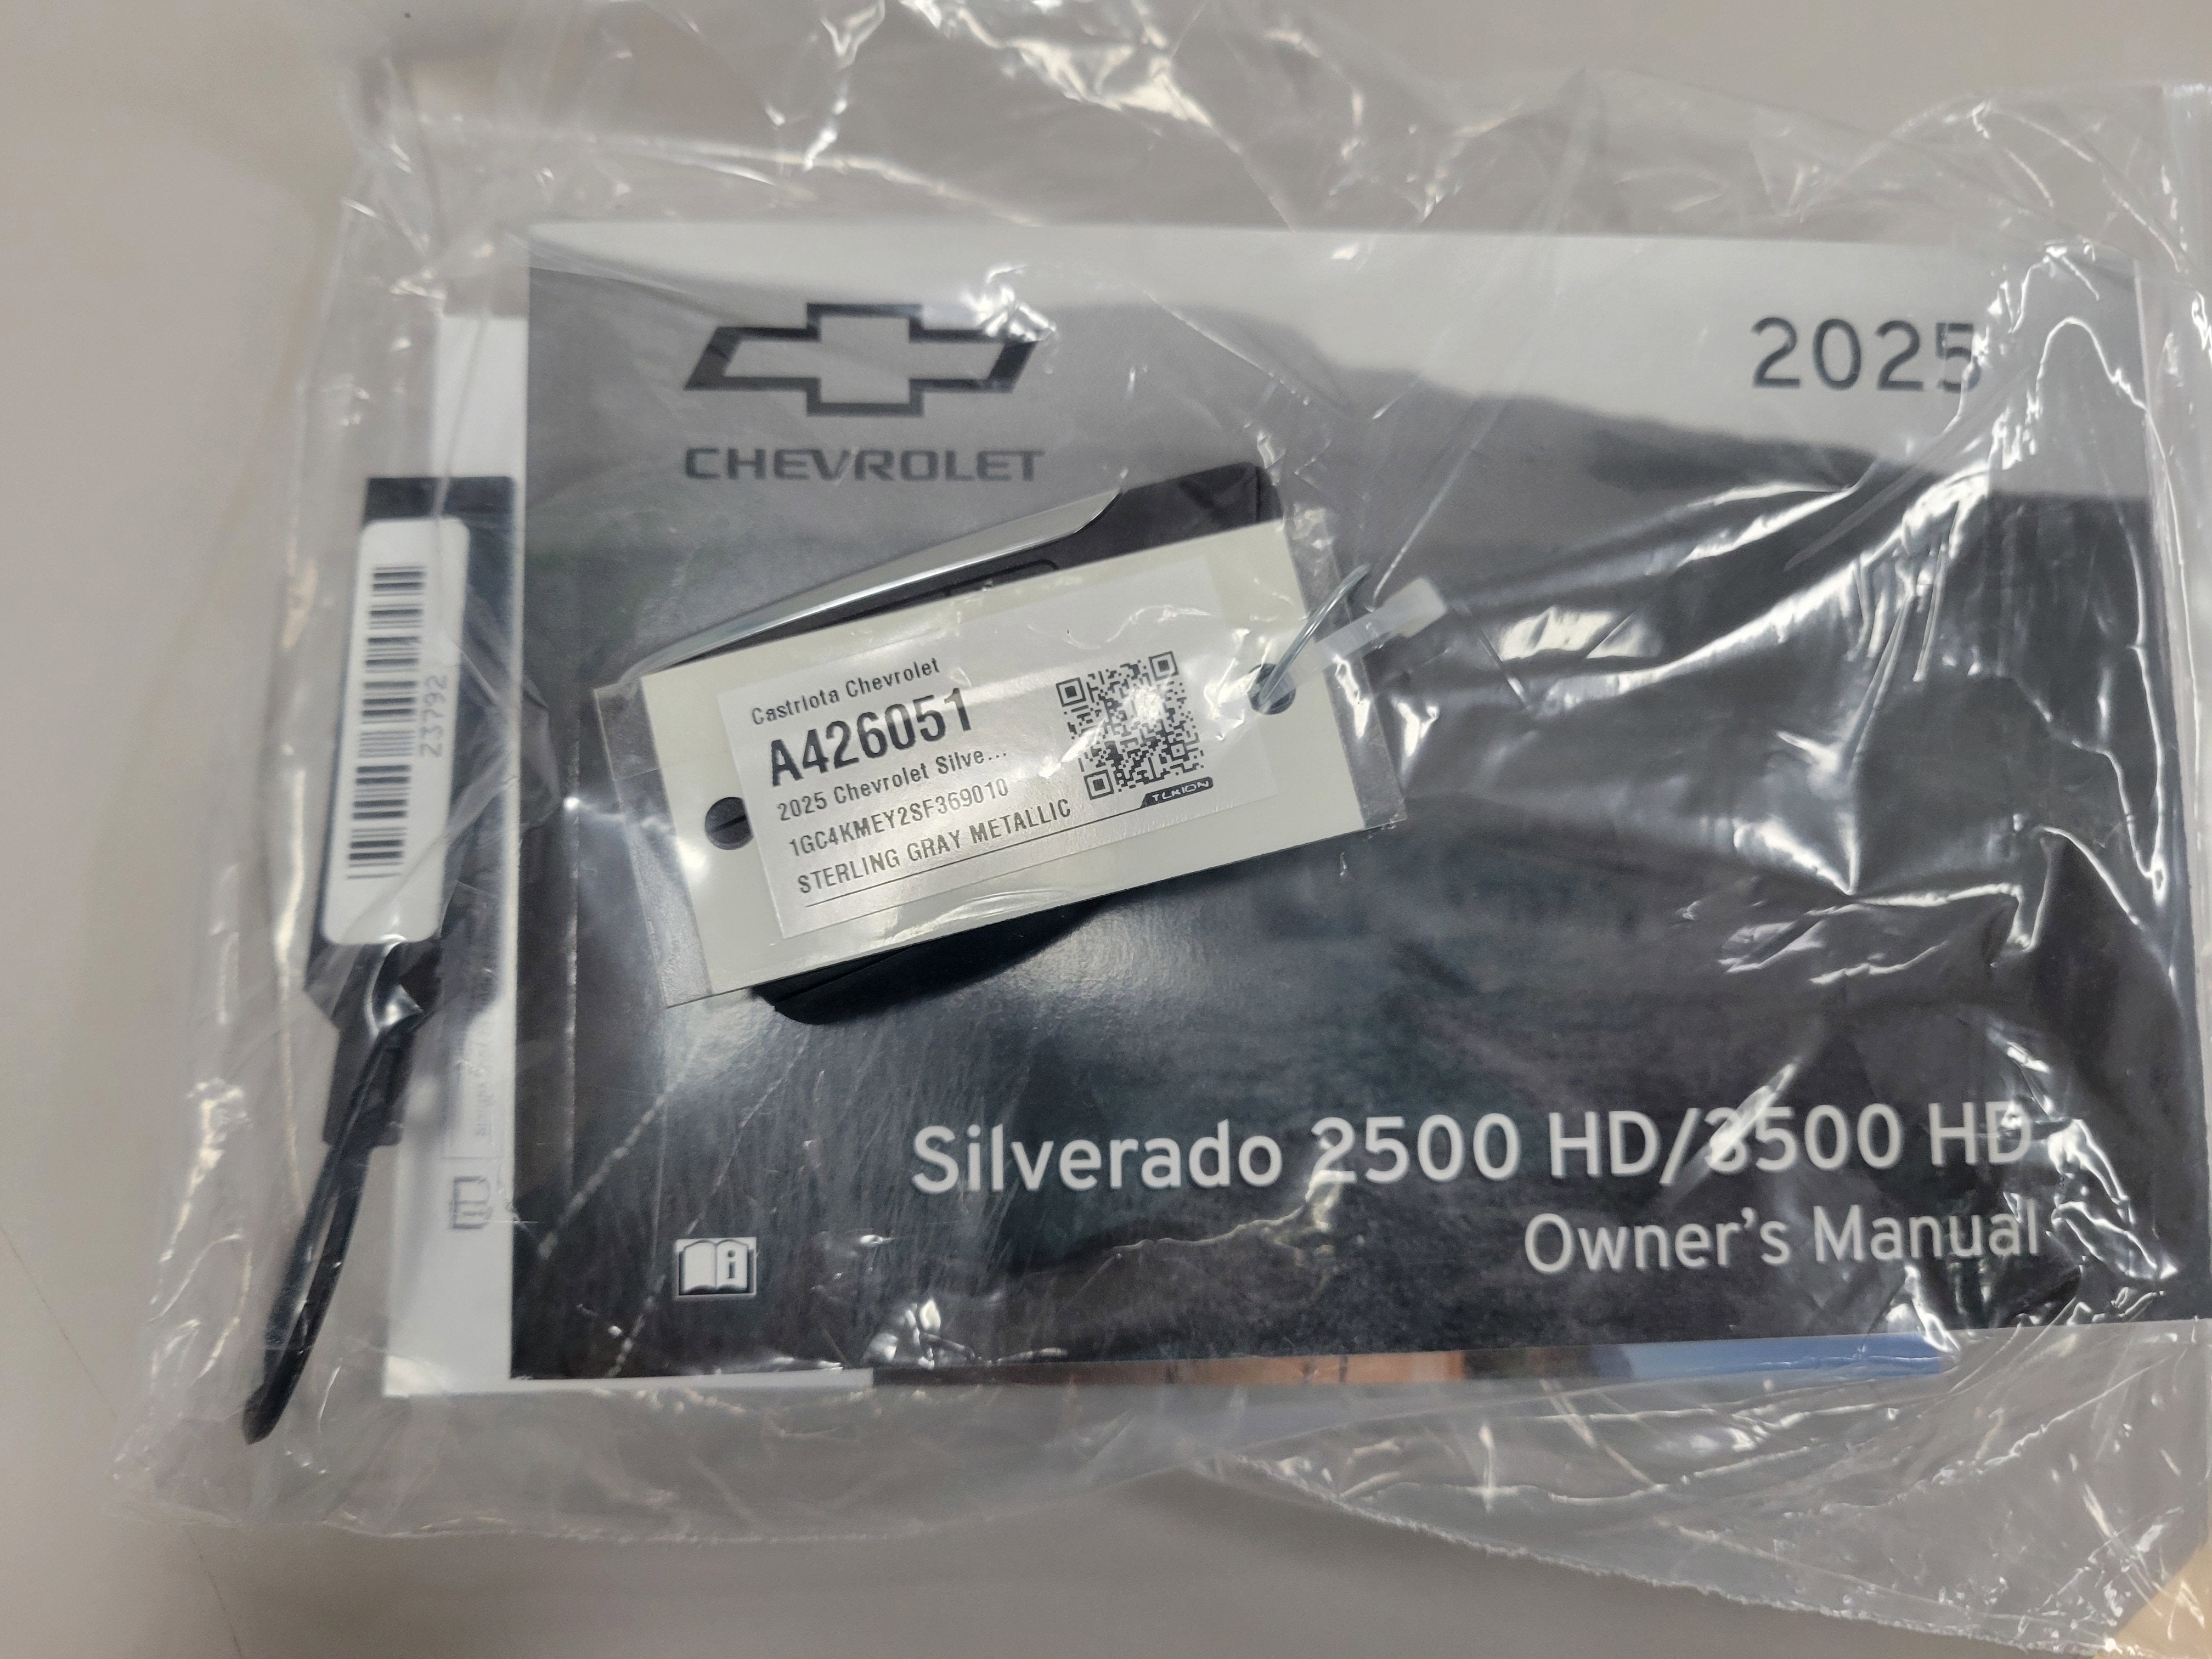 2025
CHEVROLET
Castriota Chevrolet
A426051
2025 Chevrolet Silve...
1GC4KMEY2SF369010
STERLING GRAY METALLIC
TEKION
Z3792
Silverado 2500 HD/3500 HD
Owner's Manual
i